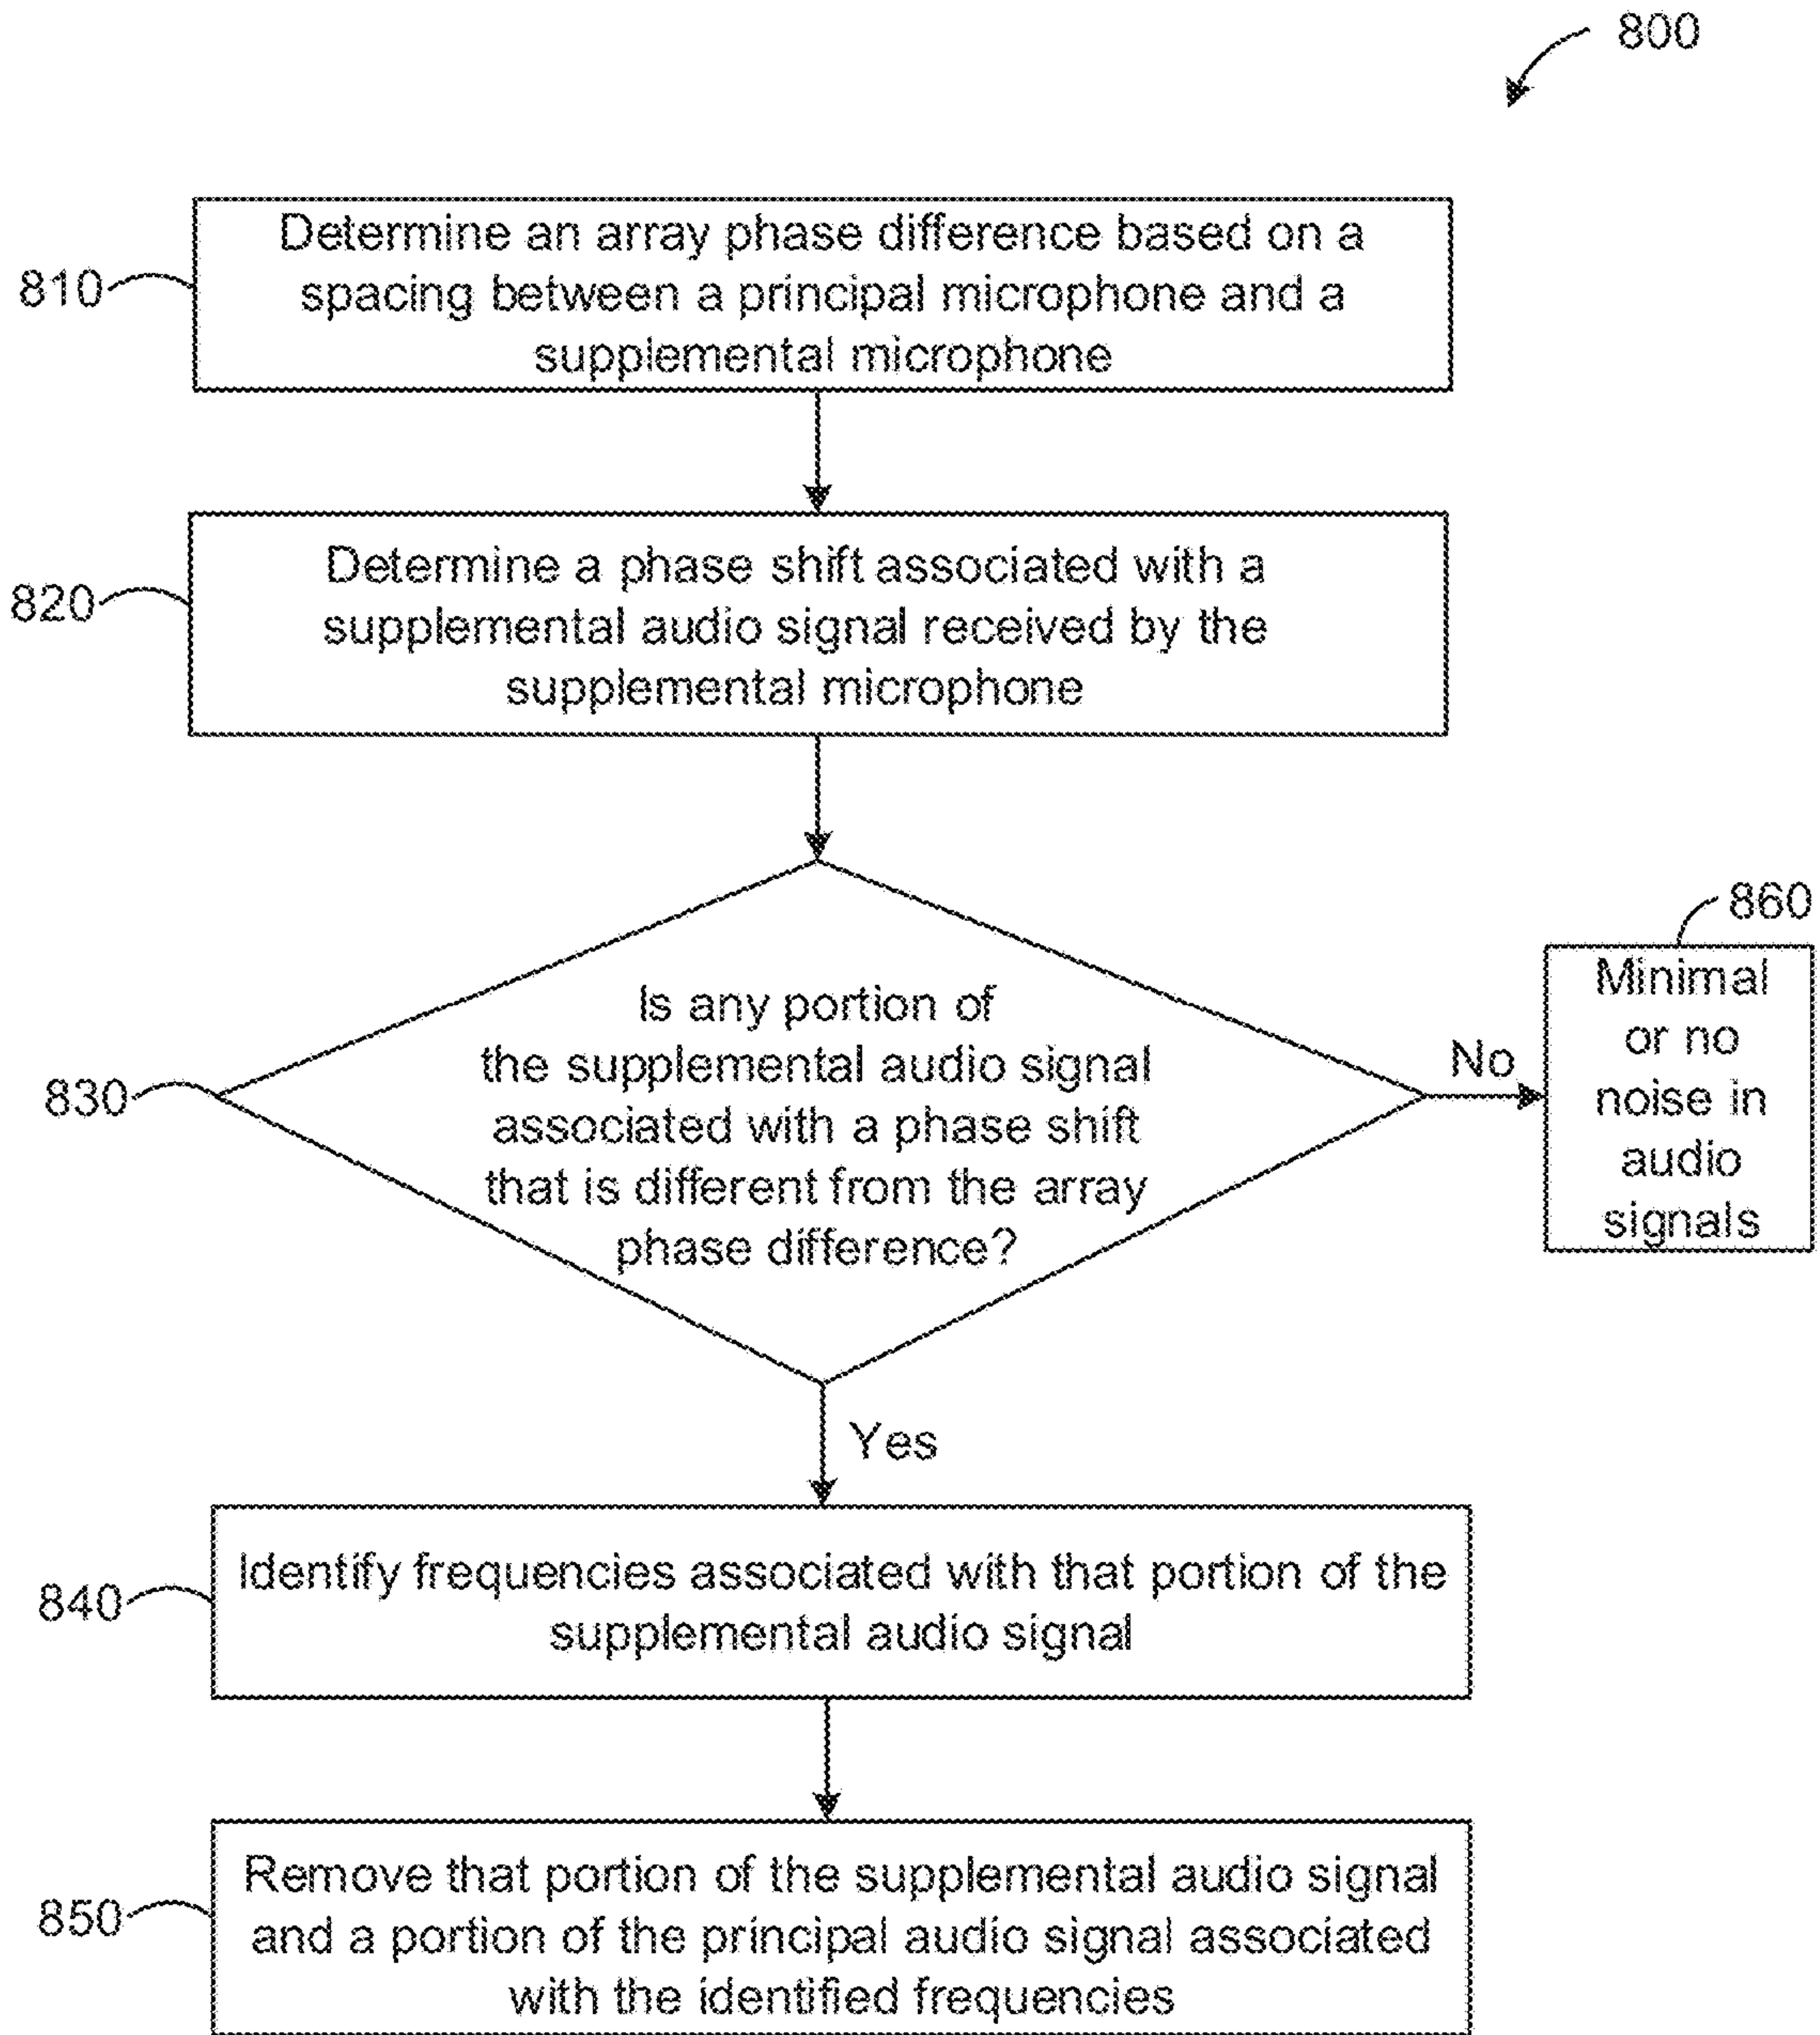 800
810
Determine an array phase difference based on a
spacing between a principal microphone and a
supplemental microphone
820
Determine a phase shift associated with a
supplemental audio signal received by the
supplemental microphone
830
Is any portion of
the supplemental audio signal
associated with a phase shift
that is different from the array
phase difference?
No
860
Minimal
or no
noise in
audio
signals
Yes
840
Identify frequencies associated with that portion of the
supplemental audio signal
850
Remove that portion of the supplemental audio signal
and a portion of the principal audio signal associated
with the identified frequencies